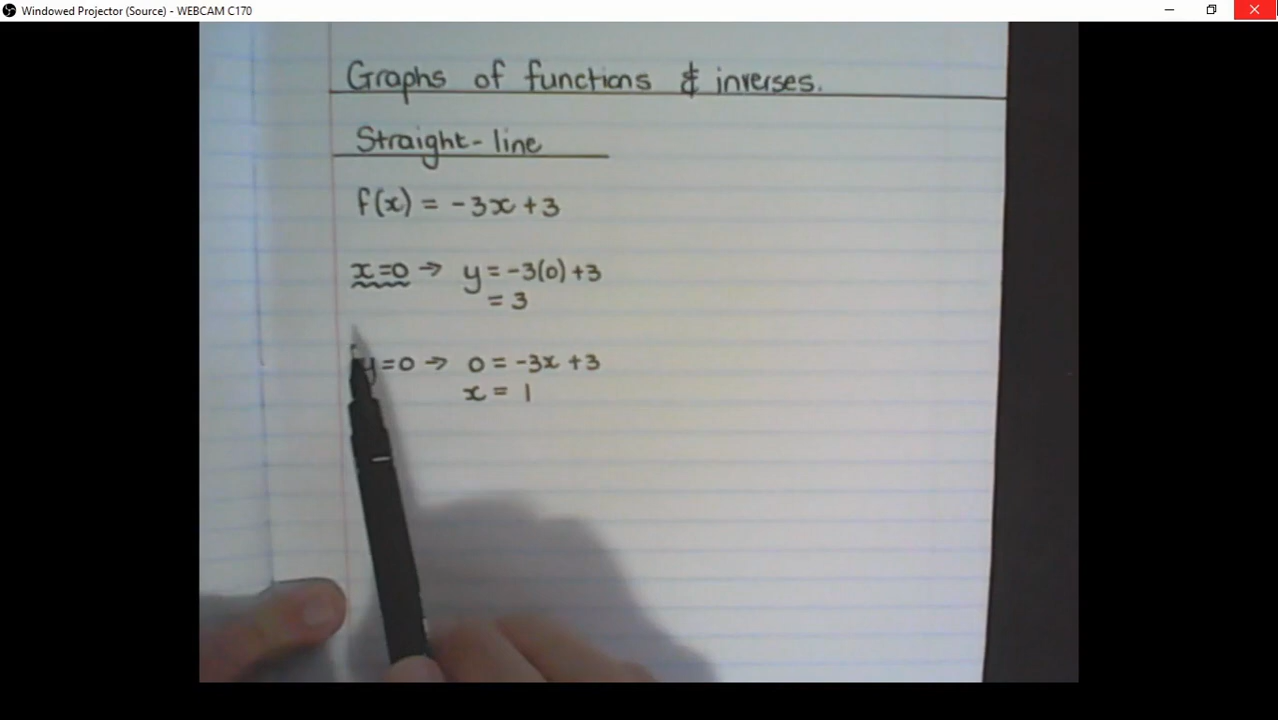 Windowed Projector (Source) - WEBCAM C170
Graphs of functions & inverses.
Straight-line
f(x) = -3x +3
x=0 → y = -3(0) +3
= 3
y=0 → 0 = -3x +3
x = 1